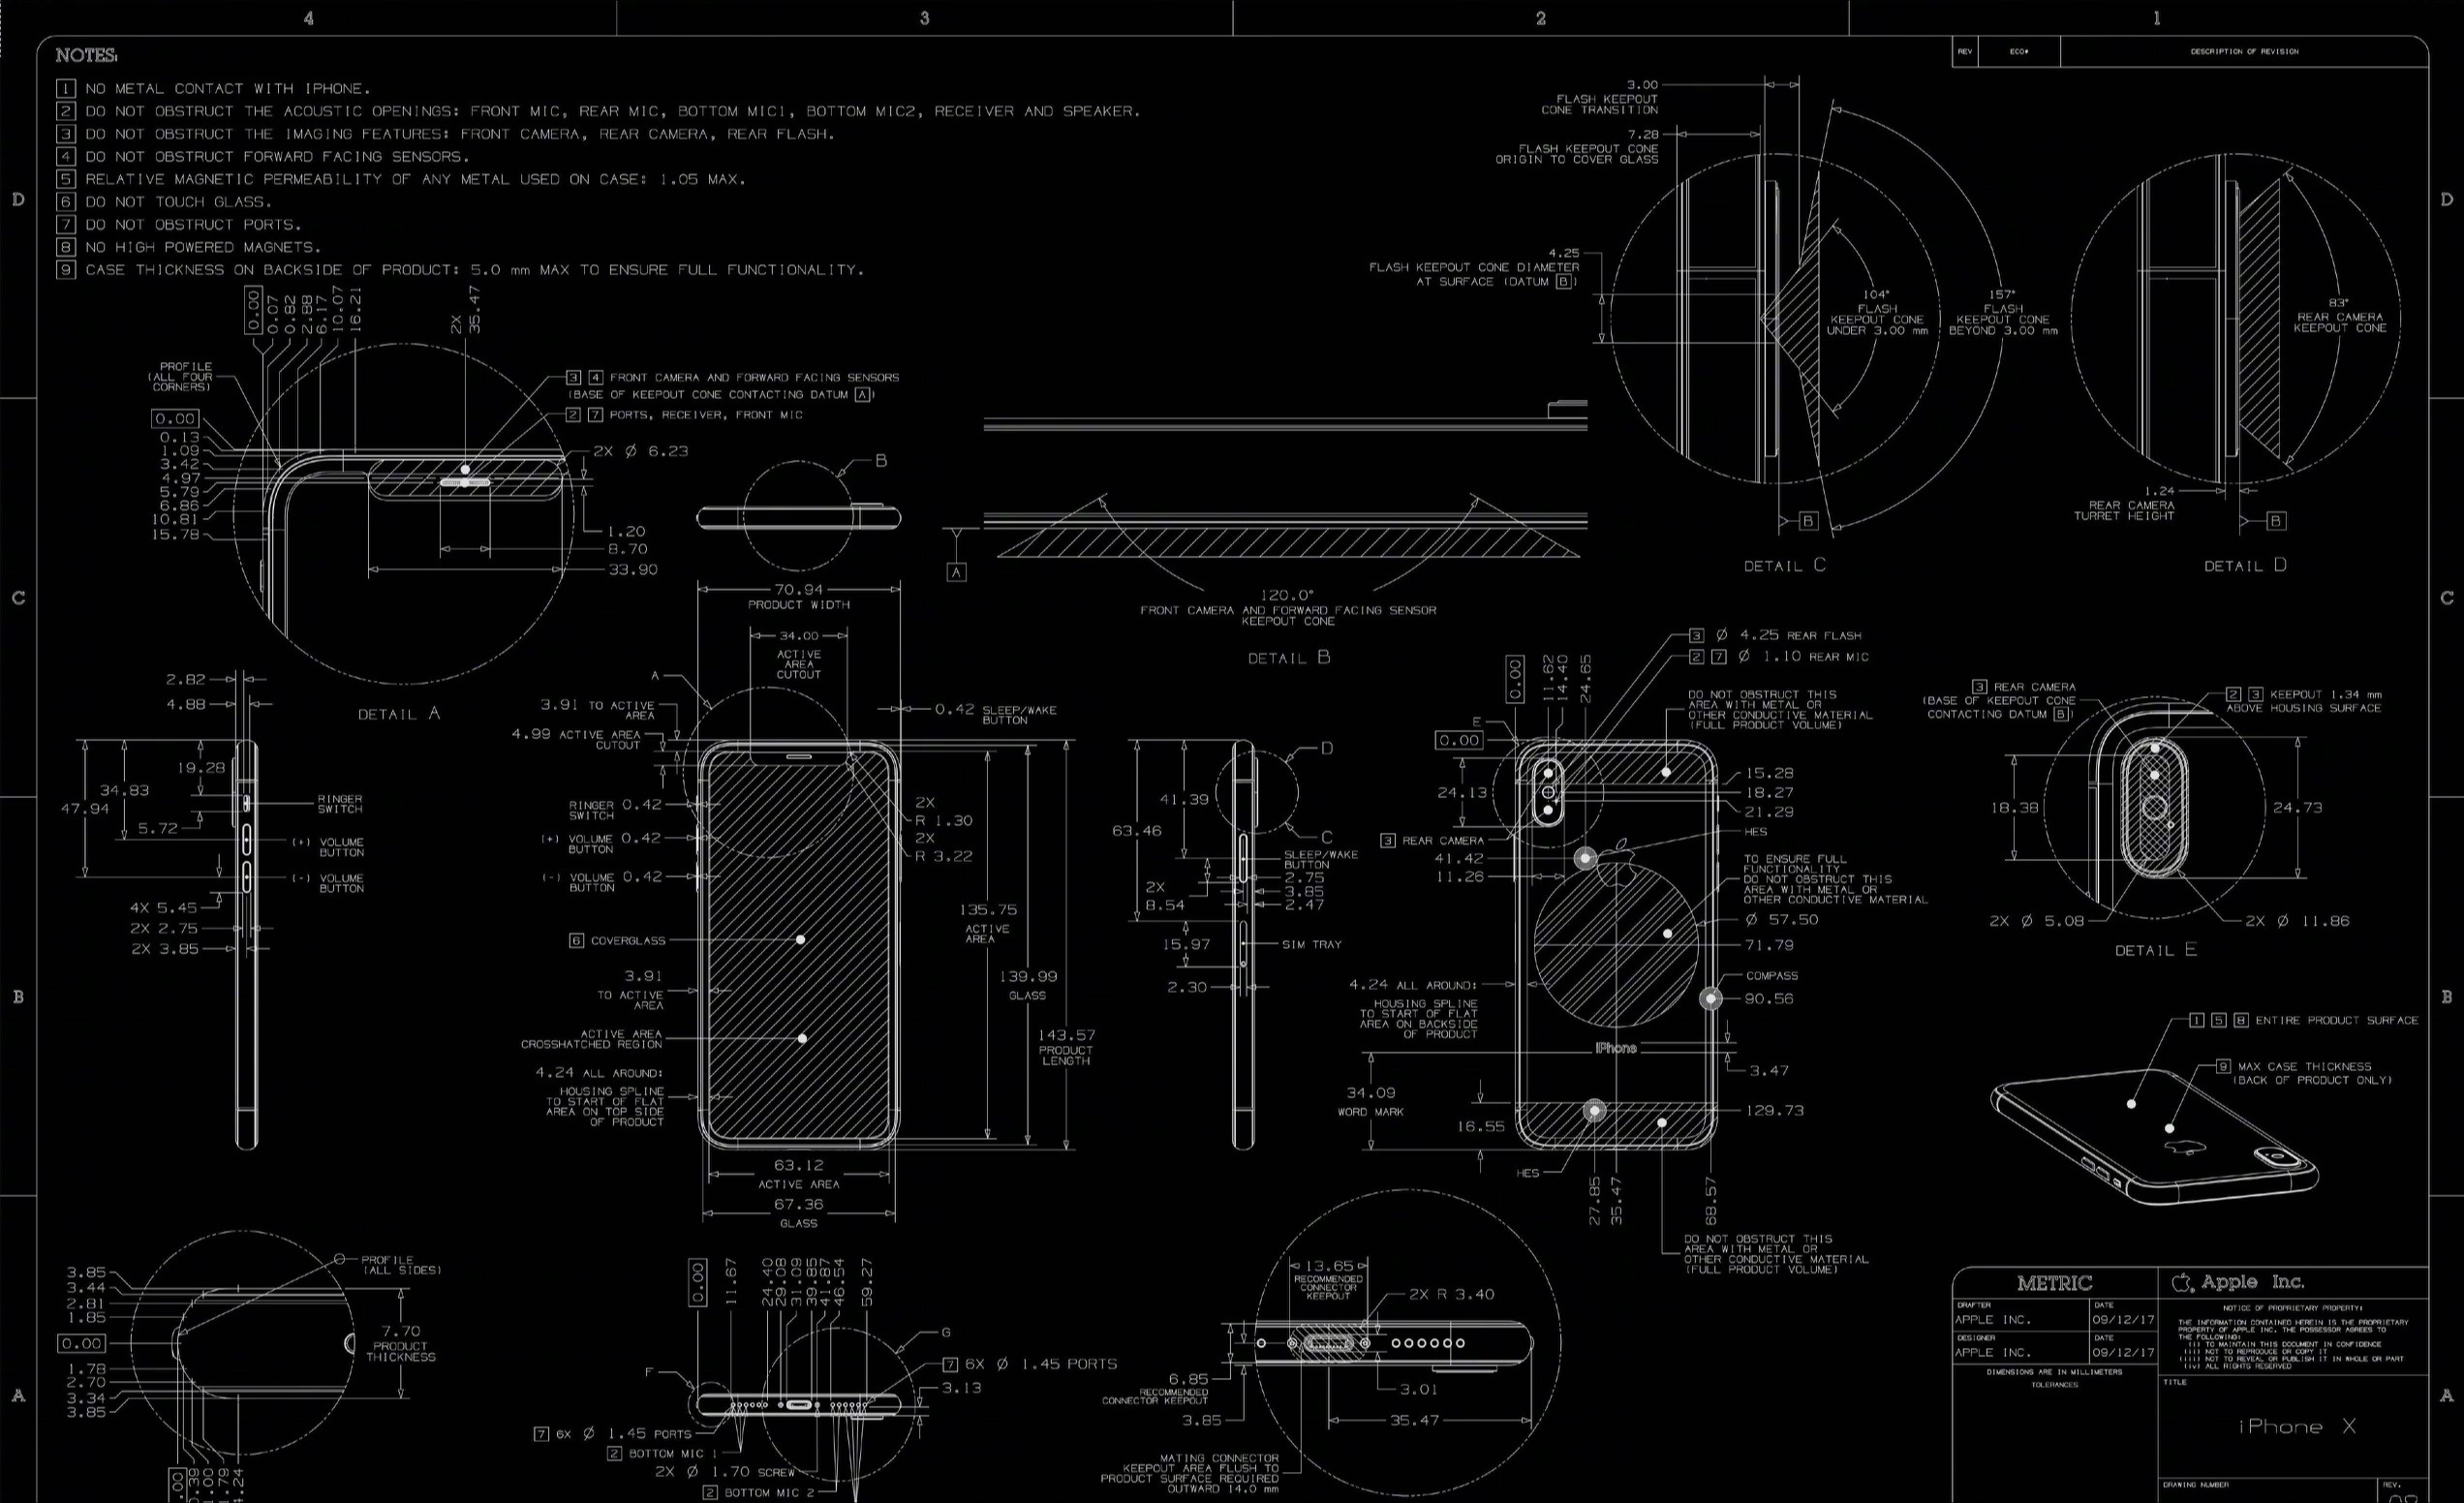 4
3
2
1
NOTES:
1 NO METAL CONTACT WITH IPHONE.
2 DO NOT OBSTRUCT THE ACOUSTIC OPENINGS: FRONT MIC, REAR MIC, BOTTOM MIC1, BOTTOM MIC2, RECEIVER AND SPEAKER.
3 DO NOT OBSTRUCT THE IMAGING FEATURES: FRONT CAMERA, REAR CAMERA, REAR FLASH.
4 DO NOT OBSTRUCT FORWARD FACING SENSORS.
5 RELATIVE MAGNETIC PERMEABILITY OF ANY METAL USED ON CASE: 1.05 MAX.
6 DO NOT TOUCH GLASS.
7 DO NOT OBSTRUCT PORTS.
8 NO HIGH POWERED MAGNETS.
9 CASE THICKNESS ON BACKSIDE OF PRODUCT: 5.0 mm MAX TO ENSURE FULL FUNCTIONALITY.
REV
ECO#
DESCRIPTION OF REVISION
D
D
C
C
B
B
A
A
0.00
0.07
0.82
2.88
6.17
10.07
16.21
2X
35.47
PROFILE
(ALL FOUR
CORNERS)
0.00
0.13
1.09
3.42
4.97
5.79
6.86
10.81
15.78
3 4 FRONT CAMERA AND FORWARD FACING SENSORS
(BASE OF KEEPOUT CONE CONTACTING DATUM A)
2 7 PORTS, RECEIVER, FRONT MIC
2X Ø 6.23
1.20
8.70
33.90
DETAIL A
B
A
120.0°
FRONT CAMERA AND FORWARD FACING SENSOR
KEEPOUT CONE
DETAIL B
3.00
FLASH KEEPOUT
CONE TRANSITION
7.28
FLASH KEEPOUT CONE
ORIGIN TO COVER GLASS
4.25
FLASH KEEPOUT CONE DIAMETER
AT SURFACE (DATUM B)
104°
FLASH
KEEPOUT CONE
UNDER 3.00 mm
157°
FLASH
KEEPOUT CONE
BEYOND 3.00 mm
B
DETAIL C
83°
REAR CAMERA
KEEPOUT CONE
1.24
REAR CAMERA
TURRET HEIGHT
B
DETAIL D
2.82
4.88
47.94
34.83
19.28
5.72
RINGER
SWITCH
(+) VOLUME
BUTTON
(-) VOLUME
BUTTON
4X 5.45
2X 2.75
2X 3.85
70.94
PRODUCT WIDTH
34.00
ACTIVE
AREA
CUTOUT
A
3.91 TO ACTIVE
AREA
4.99 ACTIVE AREA
CUTOUT
0.42 SLEEP/WAKE
BUTTON
RINGER 0.42
SWITCH
(+) VOLUME 0.42
BUTTON
(-) VOLUME 0.42
BUTTON
2X
R 1.30
2X
R 3.22
6 COVERGLASS
3.91
TO ACTIVE
AREA
ACTIVE AREA
CROSSHATCHED REGION
4.24 ALL AROUND:
HOUSING SPLINE
TO START OF FLAT
AREA ON TOP SIDE
OF PRODUCT
135.75
ACTIVE
AREA
139.99
GLASS
143.57
PRODUCT
LENGTH
63.12
ACTIVE AREA
67.36
GLASS
D
C
41.39
63.46
SLEEP/WAKE
BUTTON
2.75
3.85
2.47
2X
8.54
15.97
SIM TRAY
2.30
0.00
11.62
14.40
24.65
3 Ø 4.25 REAR FLASH
2 7 Ø 1.10 REAR MIC
DO NOT OBSTRUCT THIS
AREA WITH METAL OR
OTHER CONDUCTIVE MATERIAL
(FULL PRODUCT VOLUME)
E
0.00
24.13
15.28
18.27
21.29
HES
3 REAR CAMERA
41.42
11.26
TO ENSURE FULL
FUNCTIONALITY
DO NOT OBSTRUCT THIS
AREA WITH METAL OR
OTHER CONDUCTIVE MATERIAL
Ø 57.50
71.79
COMPASS
90.56
4.24 ALL AROUND:
HOUSING SPLINE
TO START OF FLAT
AREA ON BACKSIDE
OF PRODUCT
iPhone
3.47
34.09
WORD MARK
16.55
129.73
HES
27.85
35.47
68.57
DO NOT OBSTRUCT THIS
AREA WITH METAL OR
OTHER CONDUCTIVE MATERIAL
(FULL PRODUCT VOLUME)
3 REAR CAMERA
(BASE OF KEEPOUT CONE
CONTACTING DATUM B)
2 3 KEEPOUT 1.34 mm
ABOVE HOUSING SURFACE
18.38
24.73
2X Ø 5.08
2X Ø 11.86
DETAIL E
1 5 8 ENTIRE PRODUCT SURFACE
9 MAX CASE THICKNESS
(BACK OF PRODUCT ONLY)
PROFILE
(ALL SIDES)
3.85
3.44
2.81
1.85
0.00
1.78
2.70
3.34
3.85
7.70
PRODUCT
THICKNESS
.00
0.39
1.00
1.79
4.24
0.00
11.67
24.40
29.08
31.09
39.85
41.87
46.54
59.27
F
G
7 6X Ø 1.45 PORTS
3.13
7 6X Ø 1.45 PORTS
2 BOTTOM MIC 1
2X Ø 1.70 SCREW
2 BOTTOM MIC 2
13.65
RECOMMENDED
CONNECTOR
KEEPOUT
2X R 3.40
6.85
RECOMMENDED
CONNECTOR KEEPOUT
3.85
3.01
35.47
MATING CONNECTOR
KEEPOUT AREA FLUSH TO
PRODUCT SURFACE REQUIRED
OUTWARD 14.0 mm
METRIC
Apple Inc.
DRAFTER
APPLE INC.
DATE
09/12/17
DESIGNER
APPLE INC.
DATE
09/12/17
DIMENSIONS ARE IN MILLIMETERS
TOLERANCES
NOTICE OF PROPRIETARY PROPERTY:
THE INFORMATION CONTAINED HEREIN IS THE PROPRIETARY
PROPERTY OF APPLE INC. THE POSSESSOR AGREES TO
THE FOLLOWING:
(i) TO MAINTAIN THIS DOCUMENT IN CONFIDENCE
(ii) NOT TO REPRODUCE OR COPY IT
(iii) NOT TO REVEAL OR PUBLISH IT IN WHOLE OR PART
(iv) ALL RIGHTS RESERVED
TITLE
iPhone X
DRAWING NUMBER
REV.